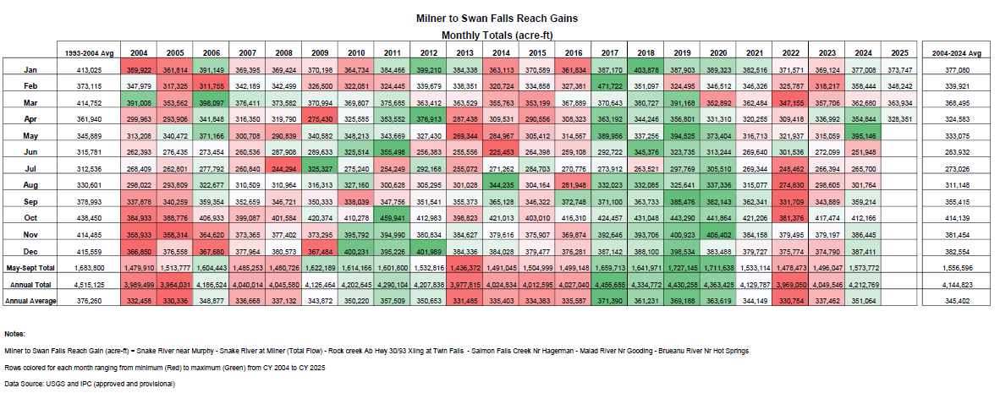 Milner to Swan Falls Reach Gains
Monthly Totals (acre-ft)
1993-2004 Avg 2004 2005 2006 2007 2008 2009 2010 2011 2012 2013 2014 2015 2016 2017 2018 2019 2020 2021 2022 2023 2024 2025 2004-2024 Avg
Jan 413,025 359,922 361,814 391,149 369,395 369,424 370,198 364,734 384,466 399,210 384,338 363,113 370,589 361,834 387,170 403,878 387,903 389,323 382,516 371,571 369,124 377,008 373,747 377,080
Feb 373,115 347,979 317,325 311,755 342,189 342,499 326,500 322,051 324,445 339,679 338,351 320,724 334,858 327,381 471,722 351,097 324,495 346,512 346,326 325,787 318,217 358,444 348,242 339,921
Mar 414,752 391,008 353,562 398,097 376,411 373,582 370,994 369,807 375,685 363,412 363,529 355,763 353,199 367,889 370,643 380,727 391,168 352,892 362,484 347,155 357,706 362,680 363,934 368,495
Apr 361,940 299,963 293,906 341,848 316,350 319,790 275,430 325,585 353,552 376,913 287,438 309,531 290,556 308,323 363,192 344,246 356,801 331,310 320,255 309,418 336,992 354,844 328,351 324,583
May 345,889 313,208 340,472 371,166 300,708 290,839 340,582 348,213 343,669 327,430 269,344 284,967 305,412 314,567 389,956 337,256 394,525 373,404 316,713 321,937 315,059 395,146 333,075
Jun 315,781 262,393 276,435 273,454 260,536 287,908 289,633 325,514 355,498 256,383 255,556 225,453 264,398 259,108 292,722 345,376 323,735 313,244 269,640 301,536 272,099 251,948 283,932
Jul 312,536 268,409 262,801 277,792 260,840 244,294 325,327 275,240 254,249 292,168 255,072 271,262 284,703 270,776 273,912 263,521 297,769 305,510 269,344 248,462 266,394 265,700 273,026
Aug 330,601 298,022 293,809 322,677 310,509 310,964 316,313 327,160 300,628 305,295 301,028 344,235 304,164 281,948 332,023 332,085 325,641 337,336 315,077 274,830 298,605 301,764 311,148
Sep 378,993 337,878 340,259 359,354 352,659 346,721 350,333 338,039 347,756 351,541 355,373 365,128 346,322 372,748 371,100 363,733 385,476 382,143 362,341 331,709 343,889 359,214 355,415
Oct 438,450 384,933 388,776 406,933 399,087 401,584 420,374 410,278 459,941 412,983 398,823 421,013 403,010 416,310 424,457 431,048 443,290 441,864 421,206 381,376 417,474 412,166 414,139
Nov 414,485 358,933 358,314 364,620 373,365 377,402 373,295 395,792 394,990 380,834 384,627 379,616 375,907 369,874 392,646 393,706 400,923 406,402 384,158 379,495 379,197 386,445 381,454
Dec 415,559 366,850 376,558 367,680 377,964 380,573 367,484 400,231 395,226 401,989 384,336 384,028 379,477 376,281 387,142 388,100 398,534 383,488 379,727 375,774 374,790 387,411 382,554
May-Sept Total 1,683,800 1,479,910 1,513,777 1,604,443 1,485,253 1,480,726 1,622,189 1,614,166 1,601,800 1,532,816 1,436,372 1,491,045 1,504,999 1,499,148 1,659,713 1,641,971 1,727,145 1,711,638 1,533,114 1,478,473 1,496,047 1,573,772 1,556,596
Annual Total 4,515,125 3,989,499 3,964,031 4,186,524 4,040,014 4,045,580 4,126,464 4,202,645 4,290,104 4,207,838 3,977,815 4,024,834 4,012,595 4,027,040 4,456,685 4,334,772 4,430,258 4,363,428 4,129,787 3,969,050 4,049,546 4,212,769 4,144,823
Annual Average 376,260 332,458 330,336 348,877 336,668 337,132 343,872 350,220 357,509 350,653 331,485 335,403 334,383 335,587 371,390 361,231 369,188 363,619 344,149 330,754 337,462 351,064 345,402
Notes:
Milner to Swan Falls Reach Gain (acre-ft) = Snake River near Murphy - Snake River at Milner (Total Flow) - Rock creek Ab Hwy 30/93 Xling at Twin Falls - Salmon Falls Creek Nr Hagerman - Malad River Nr Gooding - Brueanu River Nr Hot Springs
Rows colored for each month ranging from minimum (Red) to maximum (Green) from CY 2004 to CY 2025
Data Source: USGS and IPC (approved and provisional)